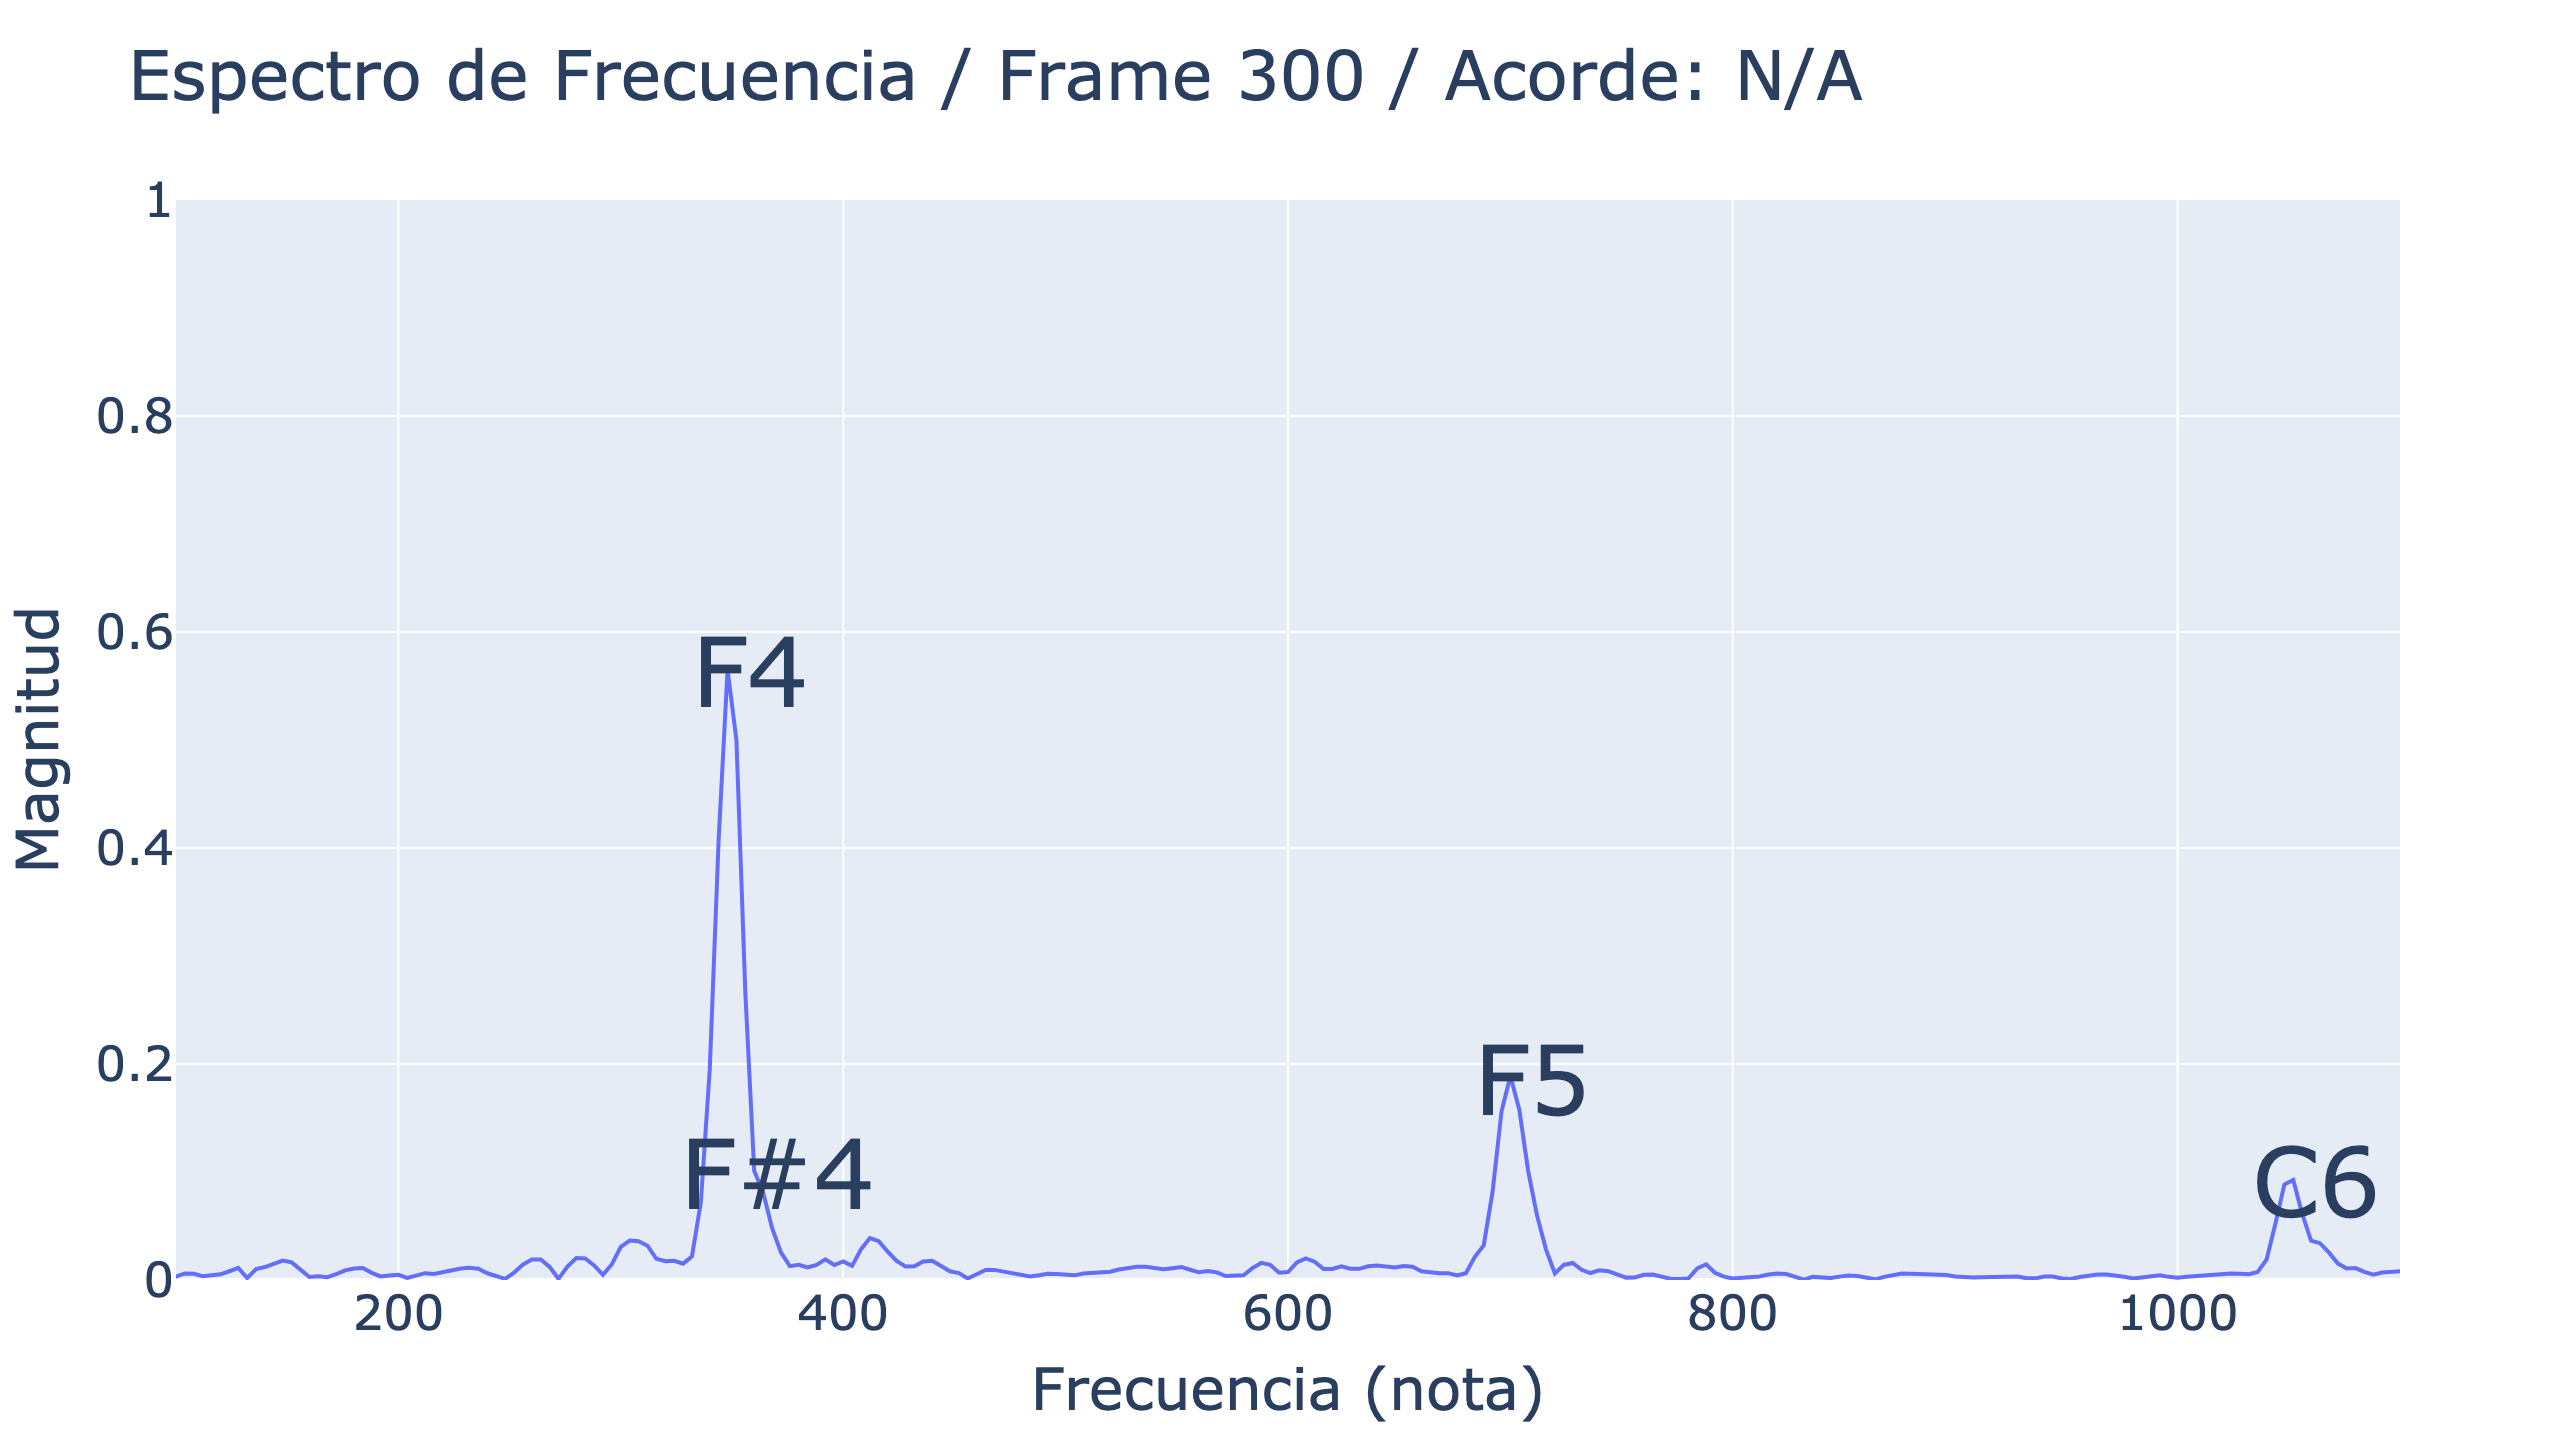 Espectro de Frecuencia / Frame 300 / Acorde: N/A
1
0.8
0.6
0.4
0.2
0
Magnitud
F4
F#4
F5
C6
200 400 600 800 1000
Frecuencia (nota)